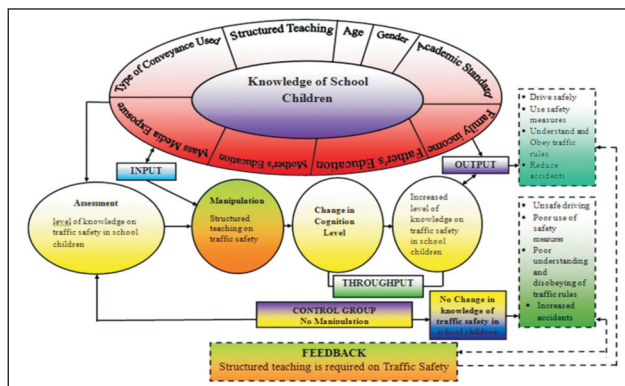 Type of Conveyance Used
Structured Teaching
Age
Gender
Academic Standard
Knowledge of School
Children
Mass Media Exposure
Mother's Education
Father's Education
Family income
INPUT
OUTPUT
Assessment
level of knowledge on
traffic safety in school
children
Manipulation
Structured
teaching on
traffic safety
Change in
Cognition
Level
Increased
level of
knowledge on
traffic safety
in school
children
THROUGHPUT
CONTROL GROUP
No Manipulation
No Change in
knowledge of
traffic safety in
school children
• Drive safely
• Use safety
measures
• Understand and
Obey traffic
rules
• Reduce
accidents
• Unsafe driving
• Poor use of
safety
measures
• Poor
understanding
and
disobeying of
traffic rules
• Increased
accidents
FEEDBACK
Structured teaching is required on Traffic Safety